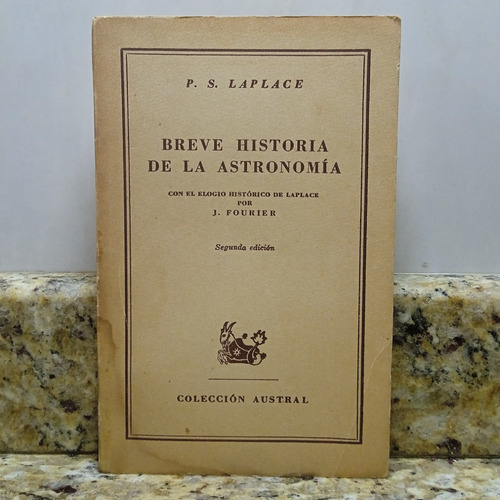 P. S. LAPLACE
BREVE HISTORIA
DE LA ASTRONOMÍA
CON EL ELOGIO HISTÓRICO DE LAPLACE
POR
J. FOURIER
Segunda edición
COLECCIÓN AUSTRAL